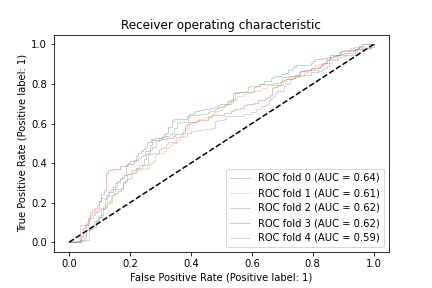 Receiver operating characteristic
True Positive Rate (Positive label: 1)
1.0
0.8
0.6
0.4
0.2
0.0
ROC fold 0 (AUC = 0.64)
ROC fold 1 (AUC = 0.61)
ROC fold 2 (AUC = 0.62)
ROC fold 3 (AUC = 0.62)
ROC fold 4 (AUC = 0.59)
0.0 0.2 0.4 0.6 0.8 1.0
False Positive Rate (Positive label: 1)